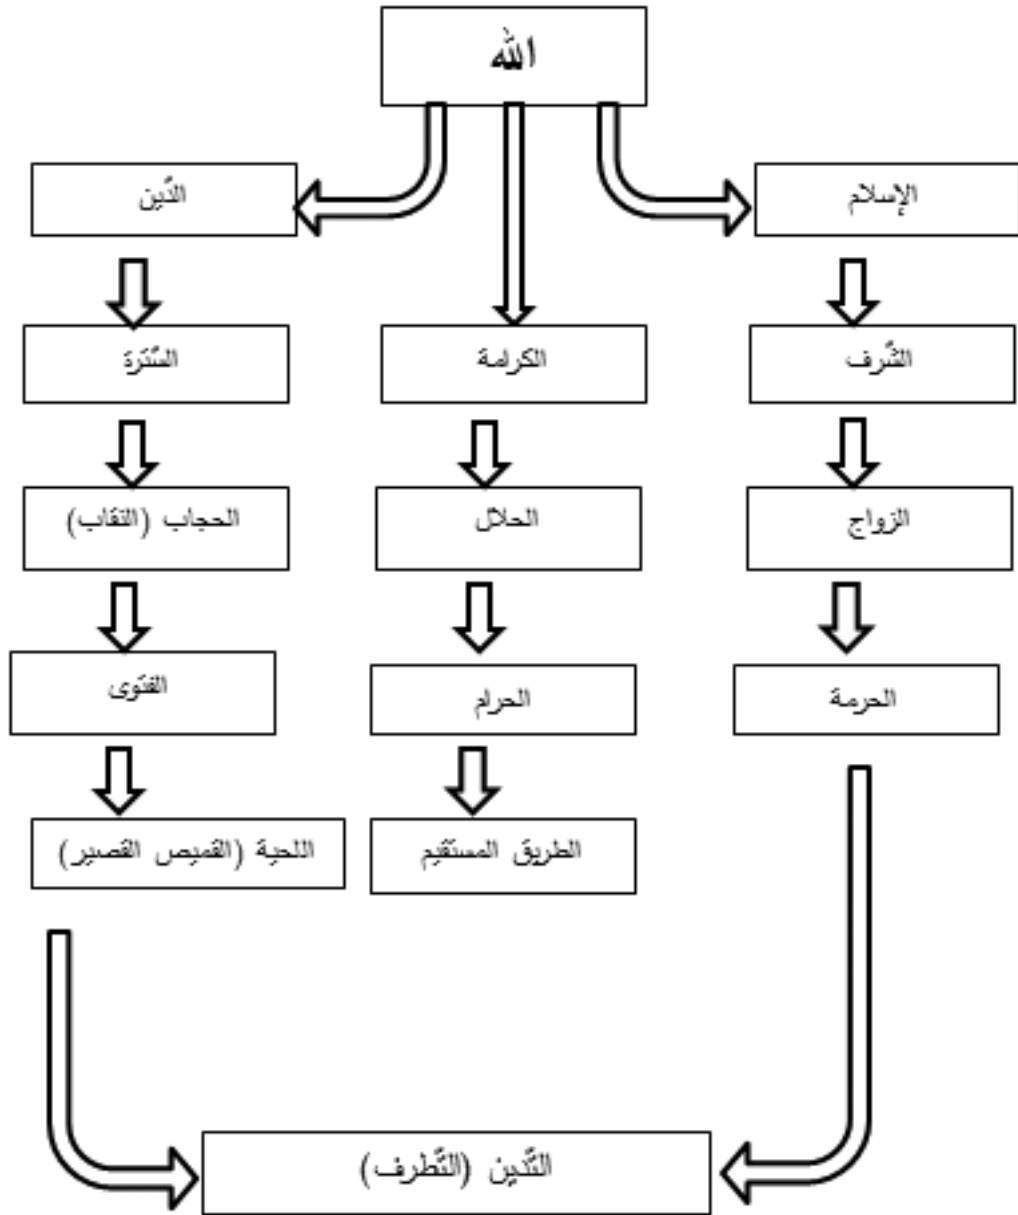 الله
الإسلام
الدّين
الشّرف
الكرامة
السّترة
الزواج
الحلال
الحجاب (النقاب)
الحرمة
الحرام
الفتوى
الطريق المستقيم
اللحية (القميص القصير)
التّدين (التّطرف)